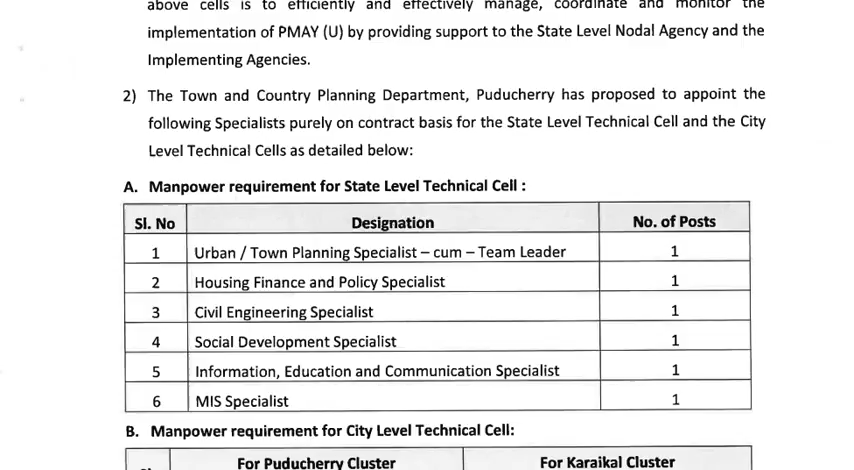 above cells is to efficiently and effectively manage, coordinate and monitor the
implementation of PMAY (U) by providing support to the State Level Nodal Agency and the
Implementing Agencies.
2) The Town and Country Planning Department, Puducherry has proposed to appoint the
following Specialists purely on contract basis for the State Level Technical Cell and the City
Level Technical Cells as detailed below:
A. Manpower requirement for State Level Technical Cell :
Sl. No Designation No. of Posts
1 Urban / Town Planning Specialist – cum – Team Leader 1
2 Housing Finance and Policy Specialist 1
3 Civil Engineering Specialist 1
4 Social Development Specialist 1
5 Information, Education and Communication Specialist 1
6 MIS Specialist 1
B. Manpower requirement for City Level Technical Cell:
For Puducherry Cluster For Karaikal Cluster